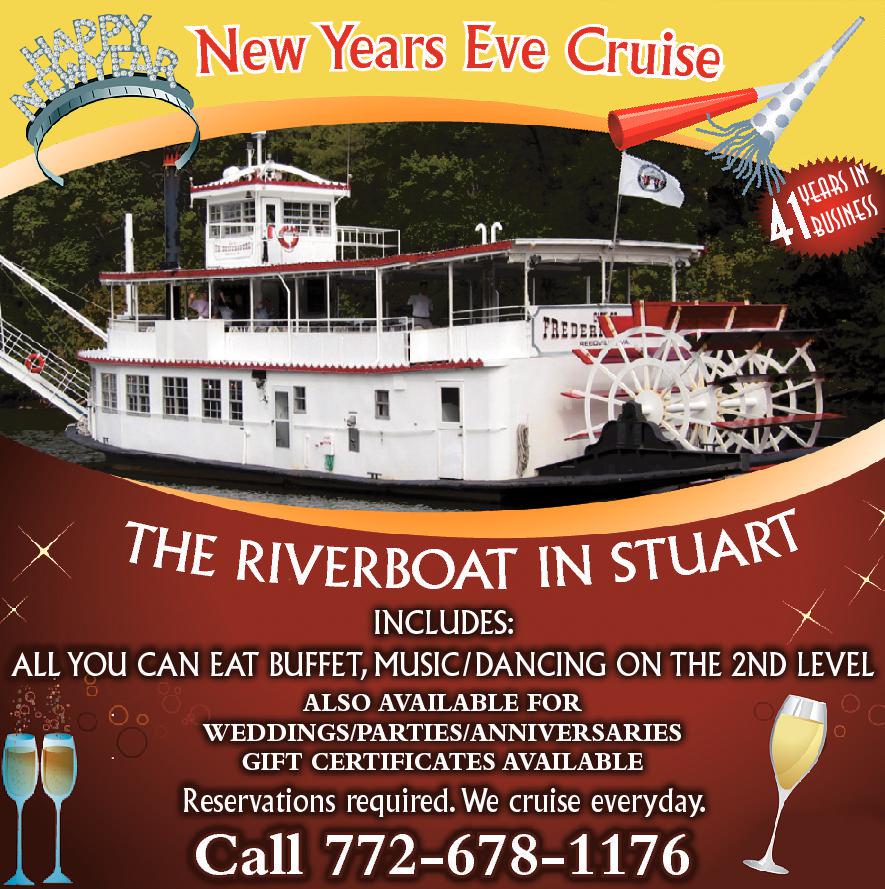 HAPPY
NEW YEAR
New Years Eve Cruise
41 YEARS IN
BUSINESS
REEDVILLE, VA
THE RIVERBOAT IN STUART
INCLUDES:
ALL YOU CAN EAT BUFFET, MUSIC/DANCING ON THE 2ND LEVEL
ALSO AVAILABLE FOR
WEDDINGS/PARTIES/ANNIVERSARIES
GIFT CERTIFICATES AVAILABLE
Reservations required. We cruise everyday.
Call 772-678-1176